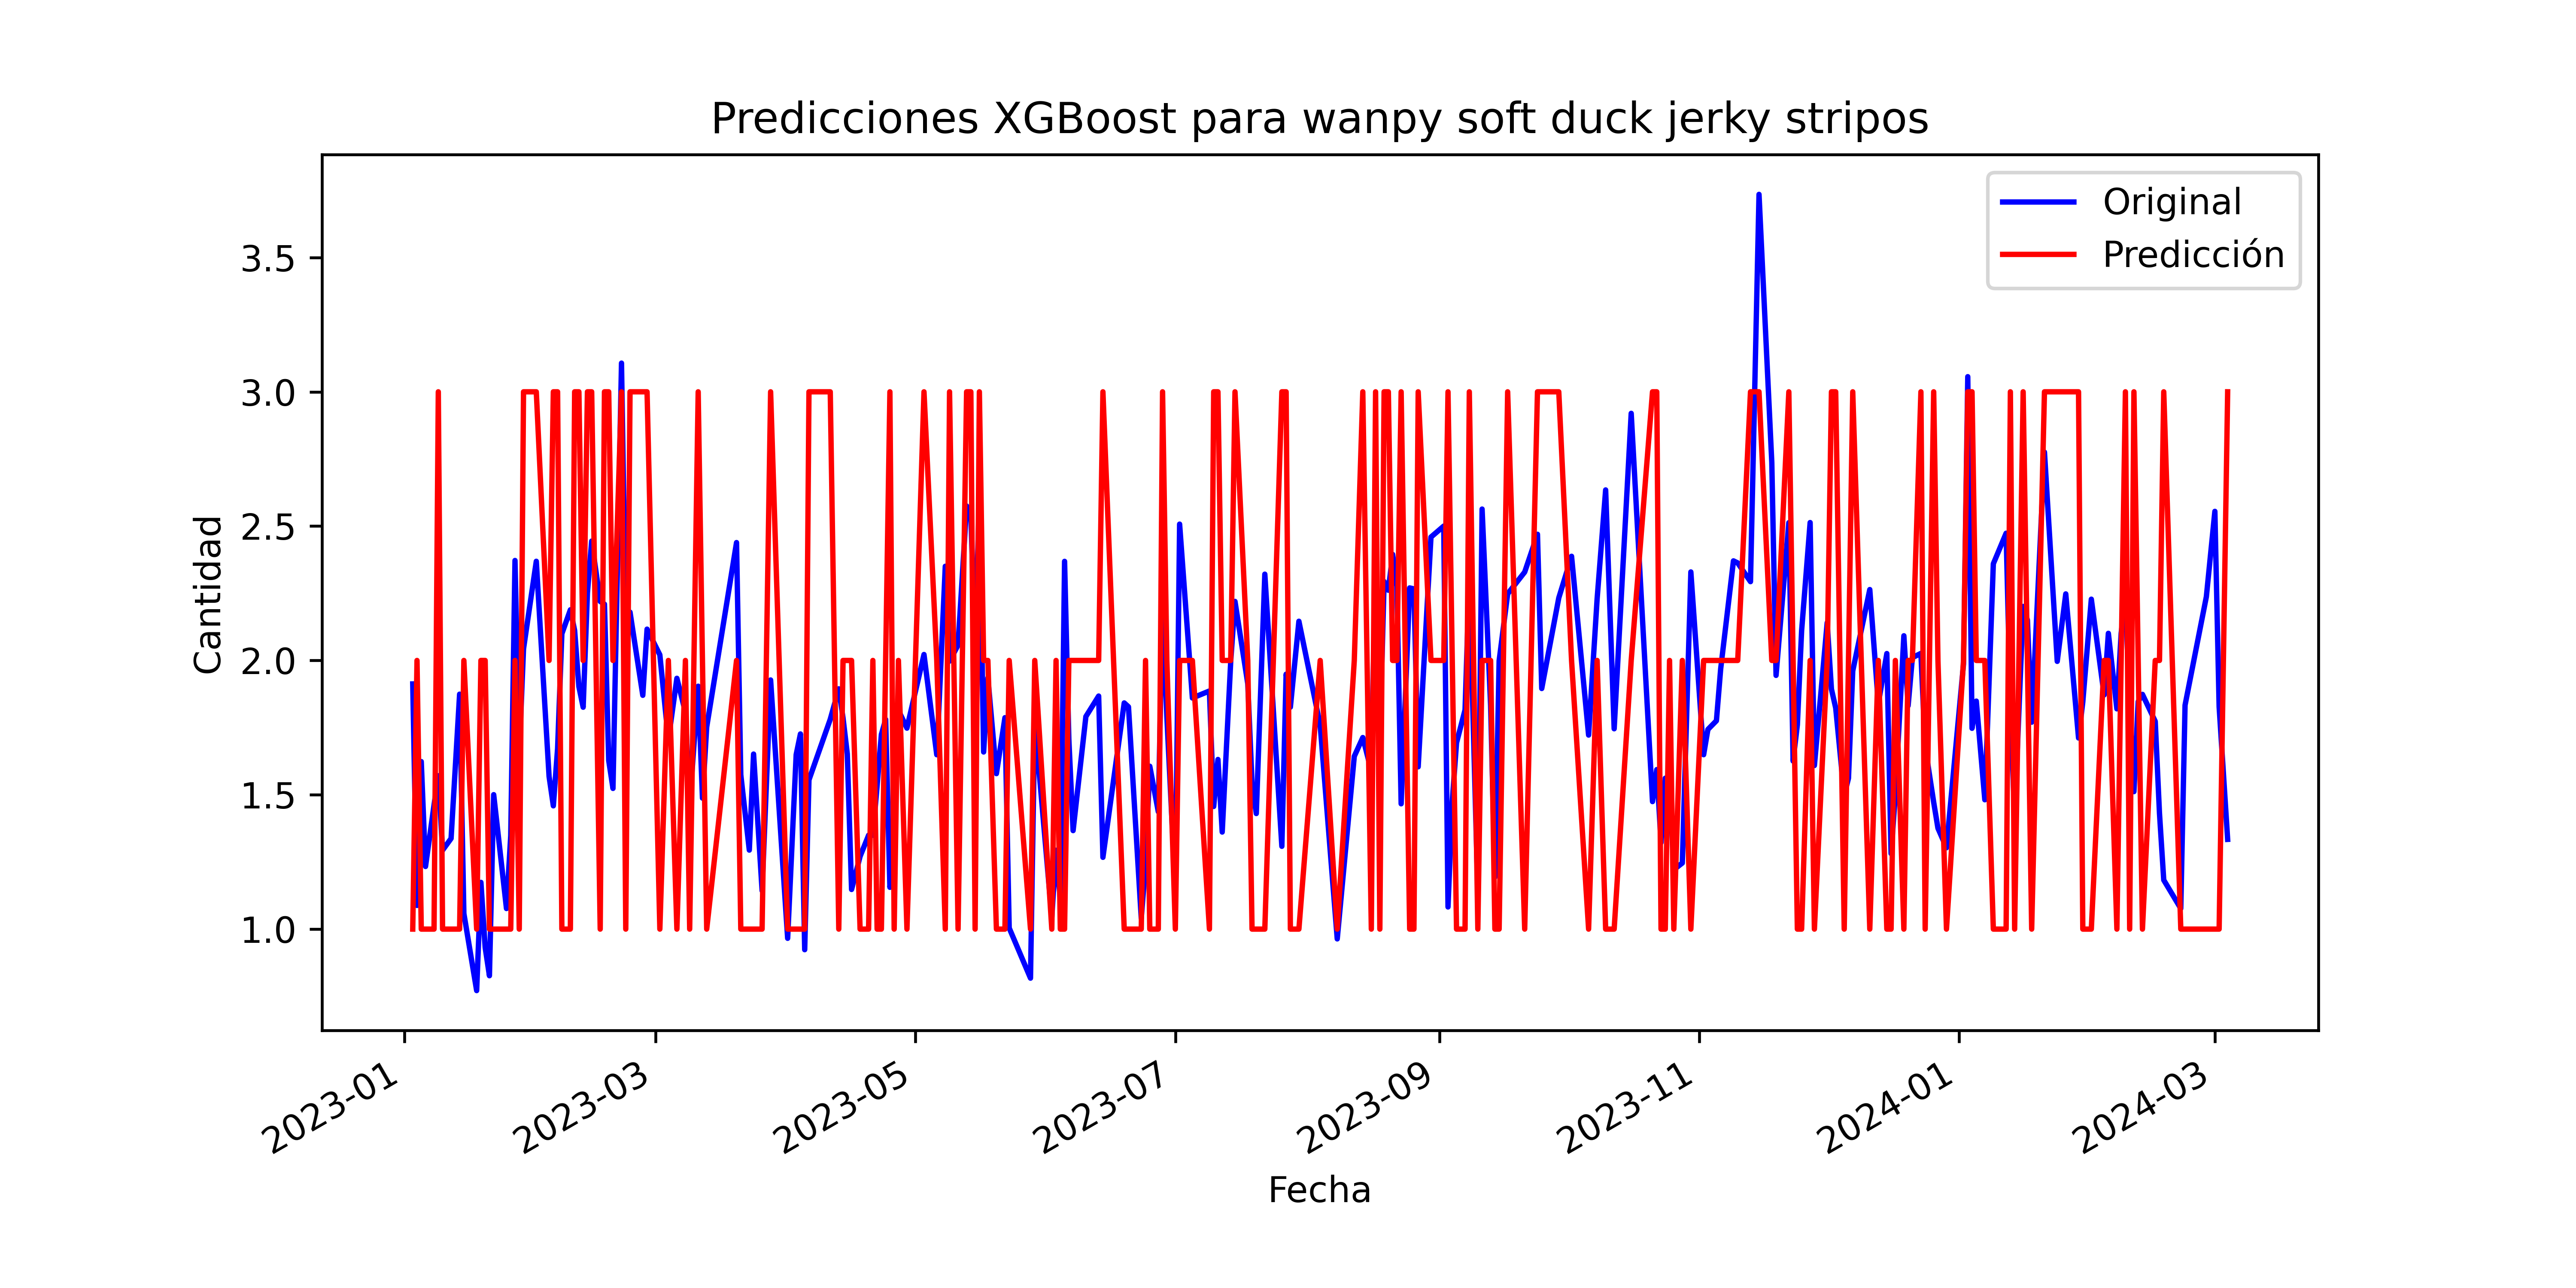 Predicciones XGBoost para wanpy soft duck jerky stripos
Original
Predicción
Cantidad
3.5
3.0
2.5
2.0
1.5
1.0
2023-01
2023-03
2023-05
2023-07
2023-09
2023-11
2024-01
2024-03
Fecha